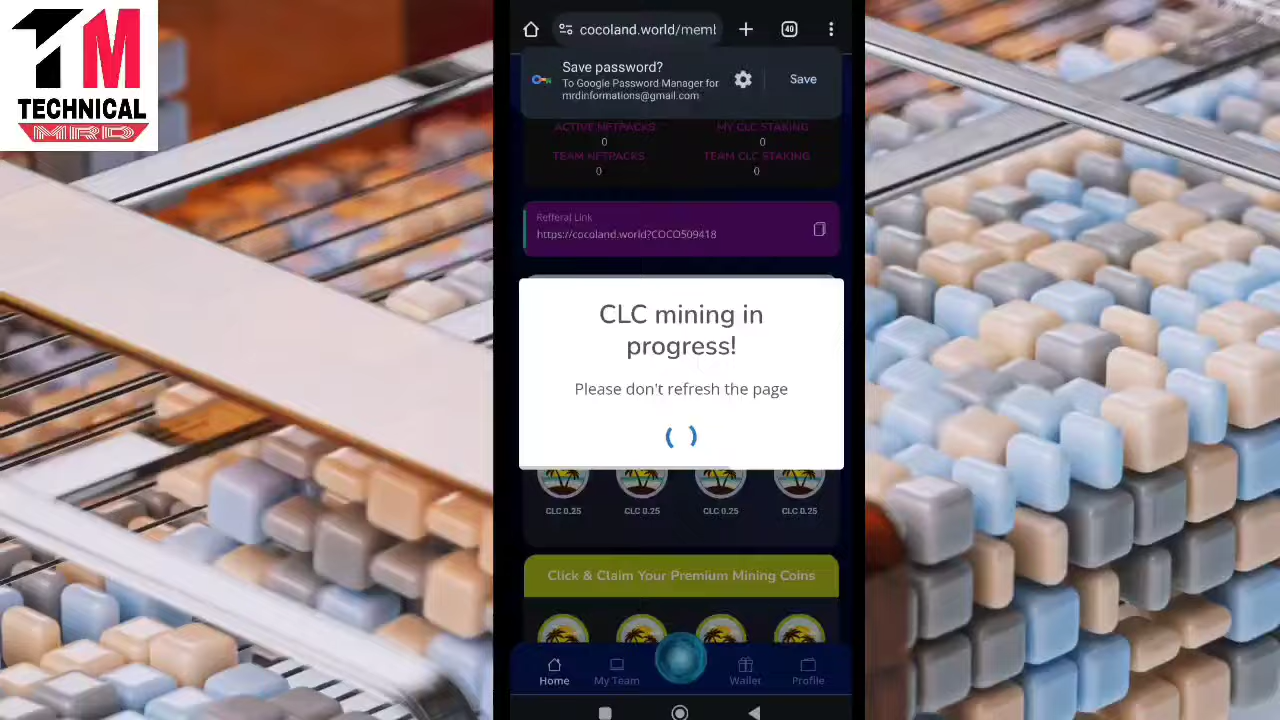 TM
TECHNICAL
MRD
cocoland.world/meml
49
Save password?
To Google Password Manager for
mrdinformations@gmail.com
Save
ACTIVE NFTPACKS
MY CLC STAKING
0
0
TEAM NFTPACKS
TEAM CLC STAKING
0
0
Refferal Link
https://cocoland.world?COCO509418
CLC mining in
progress!
Please don't refresh the page
CLC 0.25
CLC 0.25
CLC 0.25
CLC 0.25
Click & Claim Your Premium Mining Coins
Home
My Team
Wallet
Profile